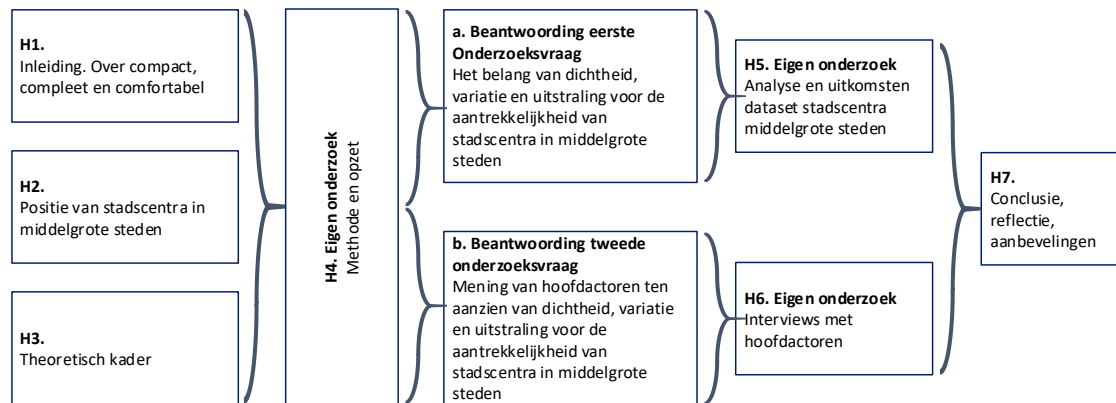 H1.
Inleiding. Over compact,
compleet en comfortabel
H2.
Positie van stadscentra in
middelgrote steden
H3.
Theoretisch kader
H4. Eigen onderzoek
Methode en opzet
a. Beantwoording eerste
Onderzoeksvraag
Het belang van dichtheid,
variatie en uitstraling voor de
aantrekkelijkheid van
stadscentra in middelgrote
steden
b. Beantwoording tweede
onderzoeksvraag
Mening van hoofdactoren ten
aanzien van dichtheid, variatie
en uitstraling voor de
aantrekkelijkheid van
stadscentra in middelgrote
steden
H5. Eigen onderzoek
Analyse en uitkomsten
dataset stadscentra
middelgrote steden
H6. Eigen onderzoek
Interviews met
hoofdactoren
H7.
Conclusie,
reflectie,
aanbevelingen